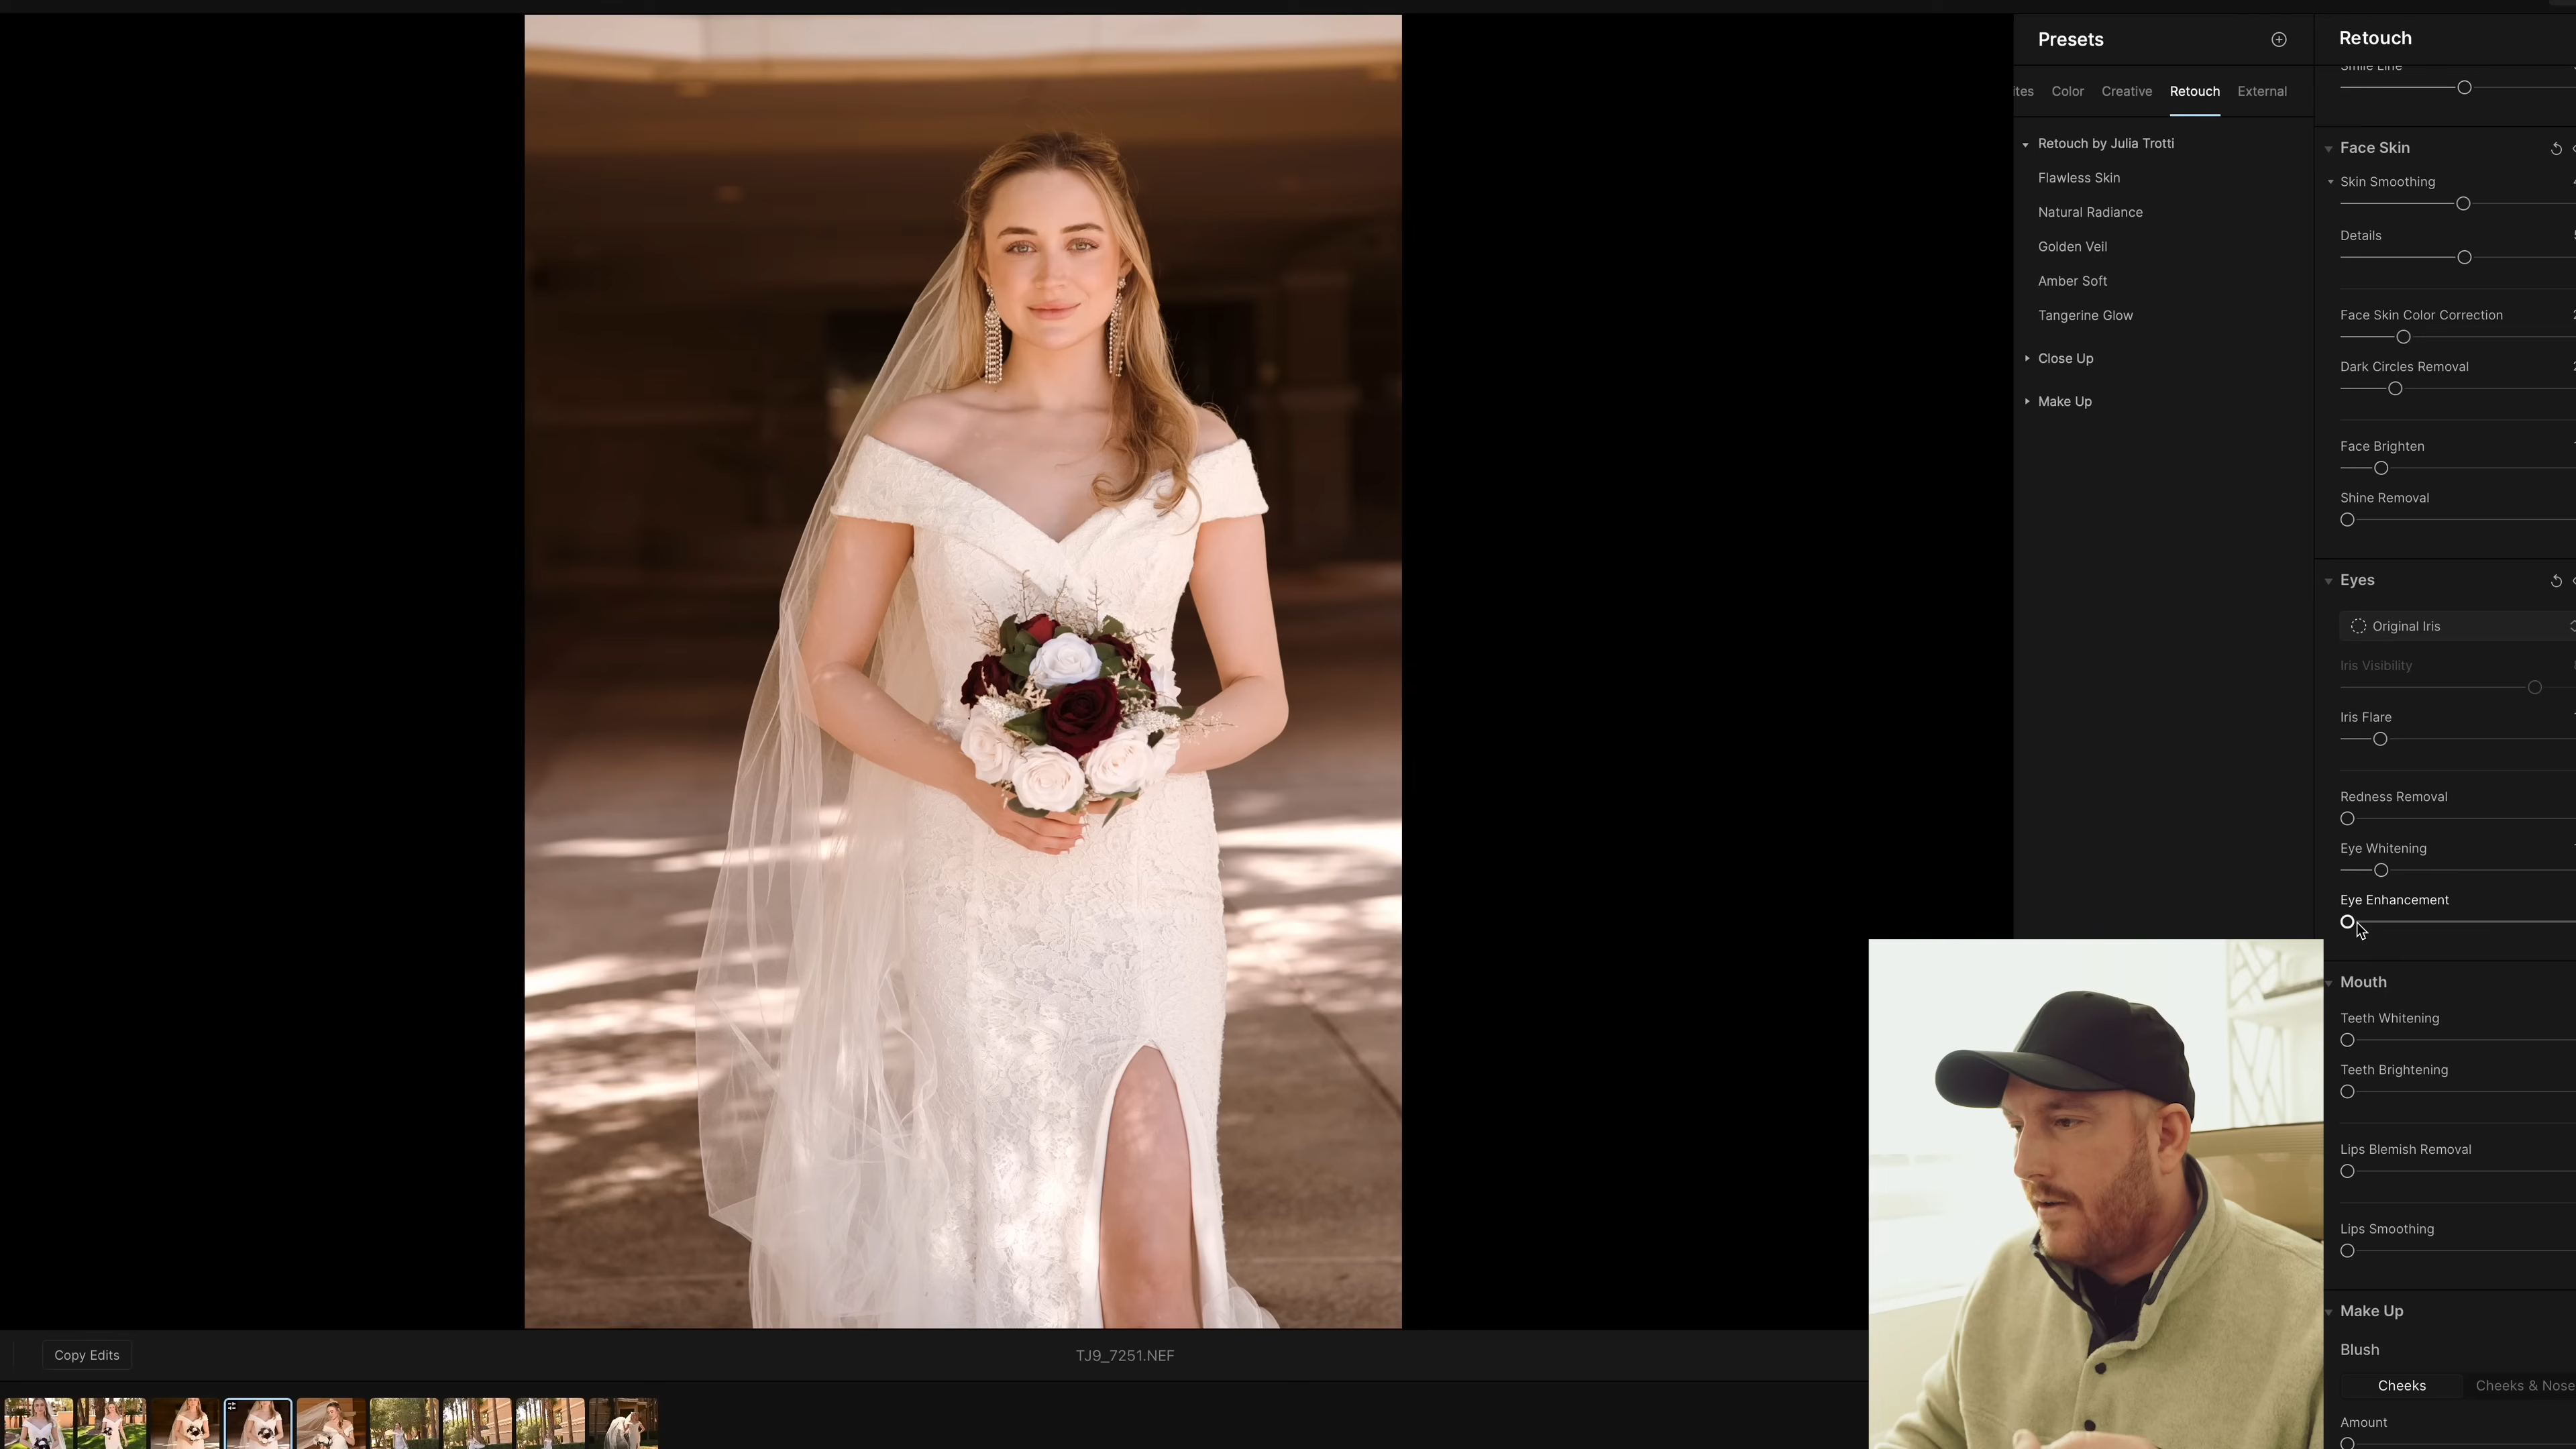 Presets
Color
Creative
Retouch
External
Retouch by Julia Trotti
Flawless Skin
Natural Radiance
Golden Veil
Amber Soft
Tangerine Glow
Close Up
Make Up
Retouch
Smile Line
Face Skin
Skin Smoothing
Details
Face Skin Color Correction
Dark Circles Removal
Face Brighten
Shine Removal
Eyes
Original Iris
Iris Visibility
Iris Flare
Redness Removal
Eye Whitening
Eye Enhancement
Mouth
Teeth Whitening
Teeth Brightening
Lips Blemish Removal
Lips Smoothing
Make Up
Blush
Cheeks
Cheeks & Nose
Amount
Copy Edits
TJ9_7251.NEF